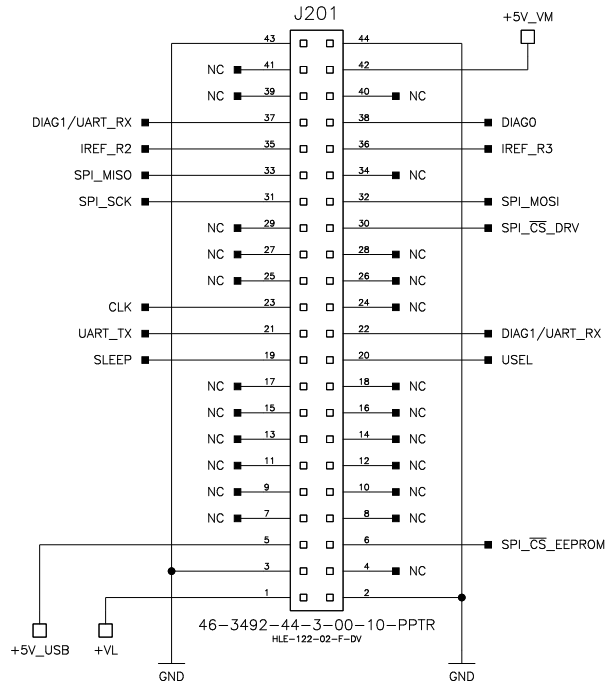 J201
+5V_VM
43 44
NC 41 42
NC 39 40 NC
DIAG1/UART_RX 37 38 DIAG0
IREF_R2 35 36 IREF_R3
SPI_MISO 33 34 NC
SPI_SCK 31 32 SPI_MOSI
NC 29 30 SPI_CS_DRV
NC 27 28 NC
NC 25 26 NC
CLK 23 24 NC
UART_TX 21 22 DIAG1/UART_RX
SLEEP 19 20 USEL
NC 17 18 NC
NC 15 16 NC
NC 13 14 NC
NC 11 12 NC
NC 9 10 NC
NC 7 8 NC
5 6 SPI_CS_EEPROM
3 4 NC
1 2
46-3492-44-3-00-10-PPTR
HLE-122-02-F-DV
+5V_USB +VL
GND GND